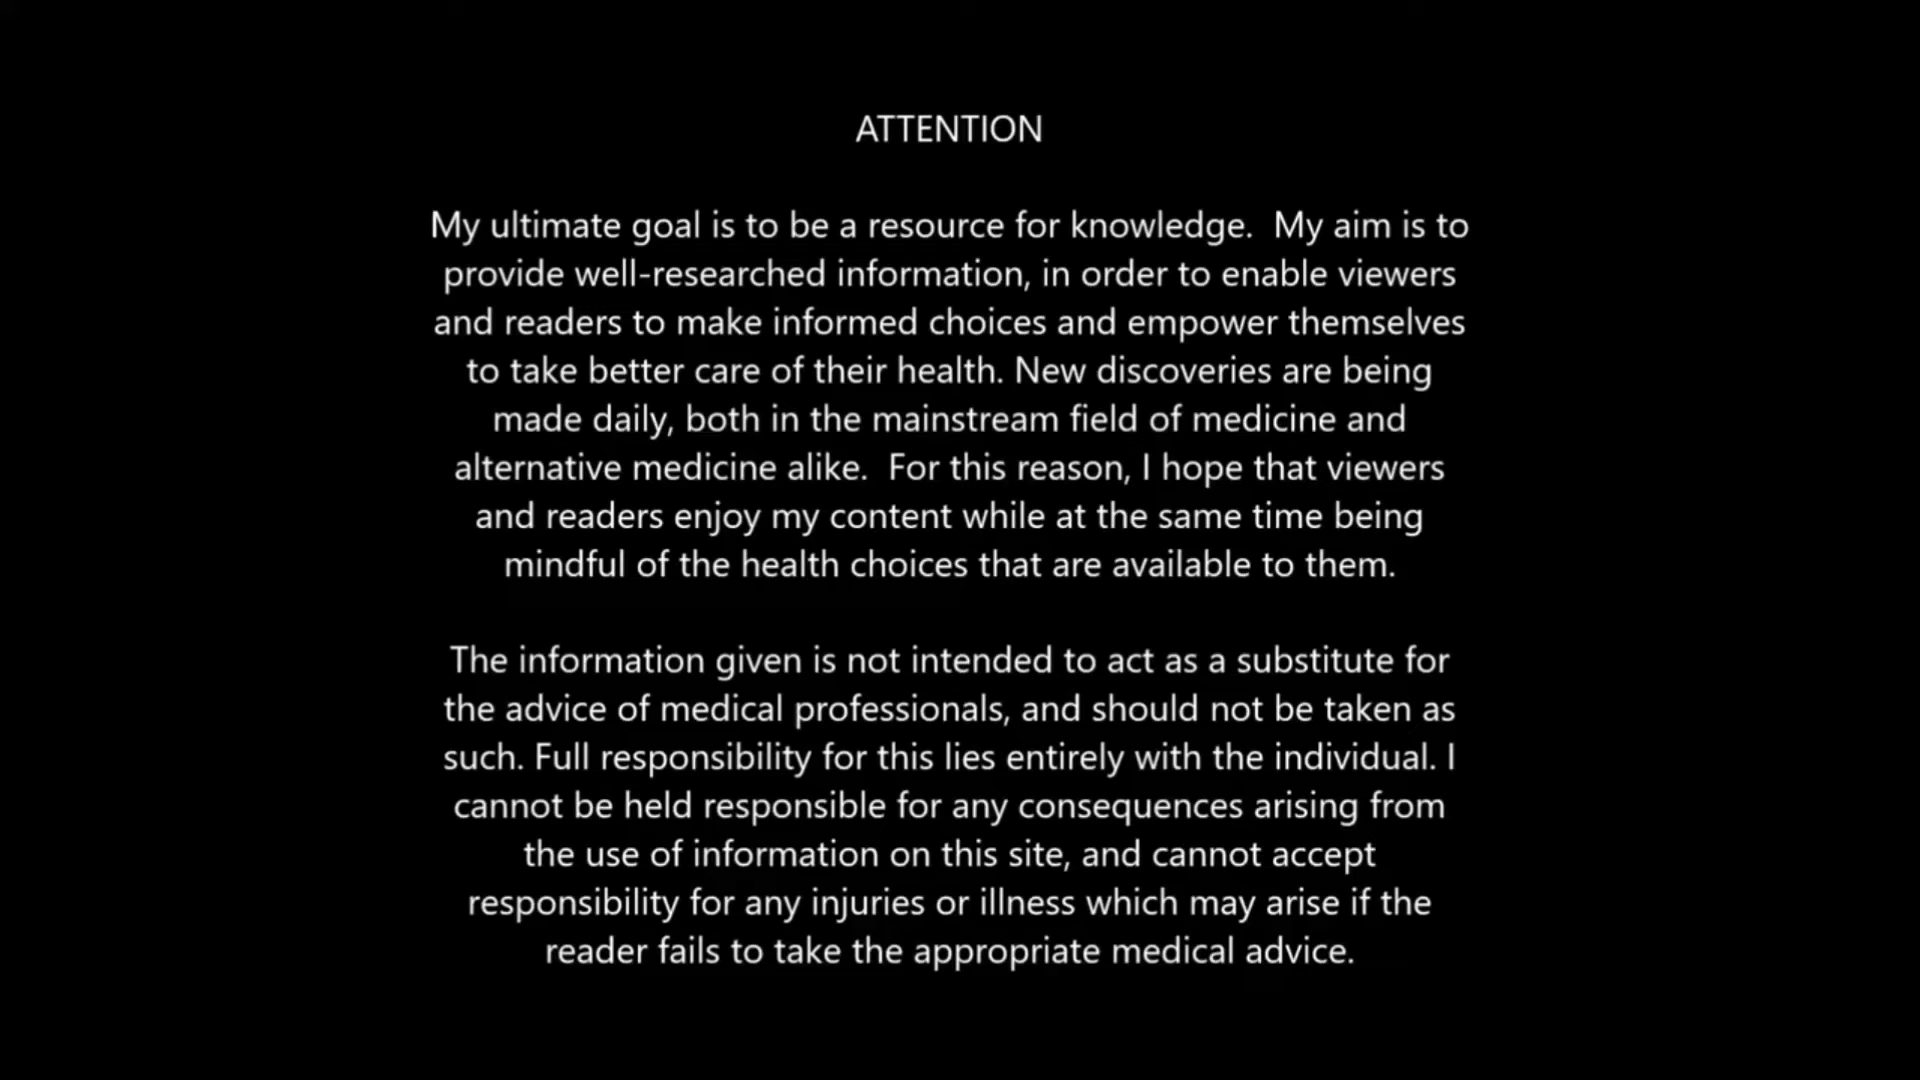 ATTENTION
My ultimate goal is to be a resource for knowledge.  My aim is to
provide well-researched information, in order to enable viewers
and readers to make informed choices and empower themselves
to take better care of their health. New discoveries are being
made daily, both in the mainstream field of medicine and
alternative medicine alike.  For this reason, I hope that viewers
and readers enjoy my content while at the same time being
mindful of the health choices that are available to them.
The information given is not intended to act as a substitute for
the advice of medical professionals, and should not be taken as
such. Full responsibility for this lies entirely with the individual. I
cannot be held responsible for any consequences arising from
the use of information on this site, and cannot accept
responsibility for any injuries or illness which may arise if the
reader fails to take the appropriate medical advice.